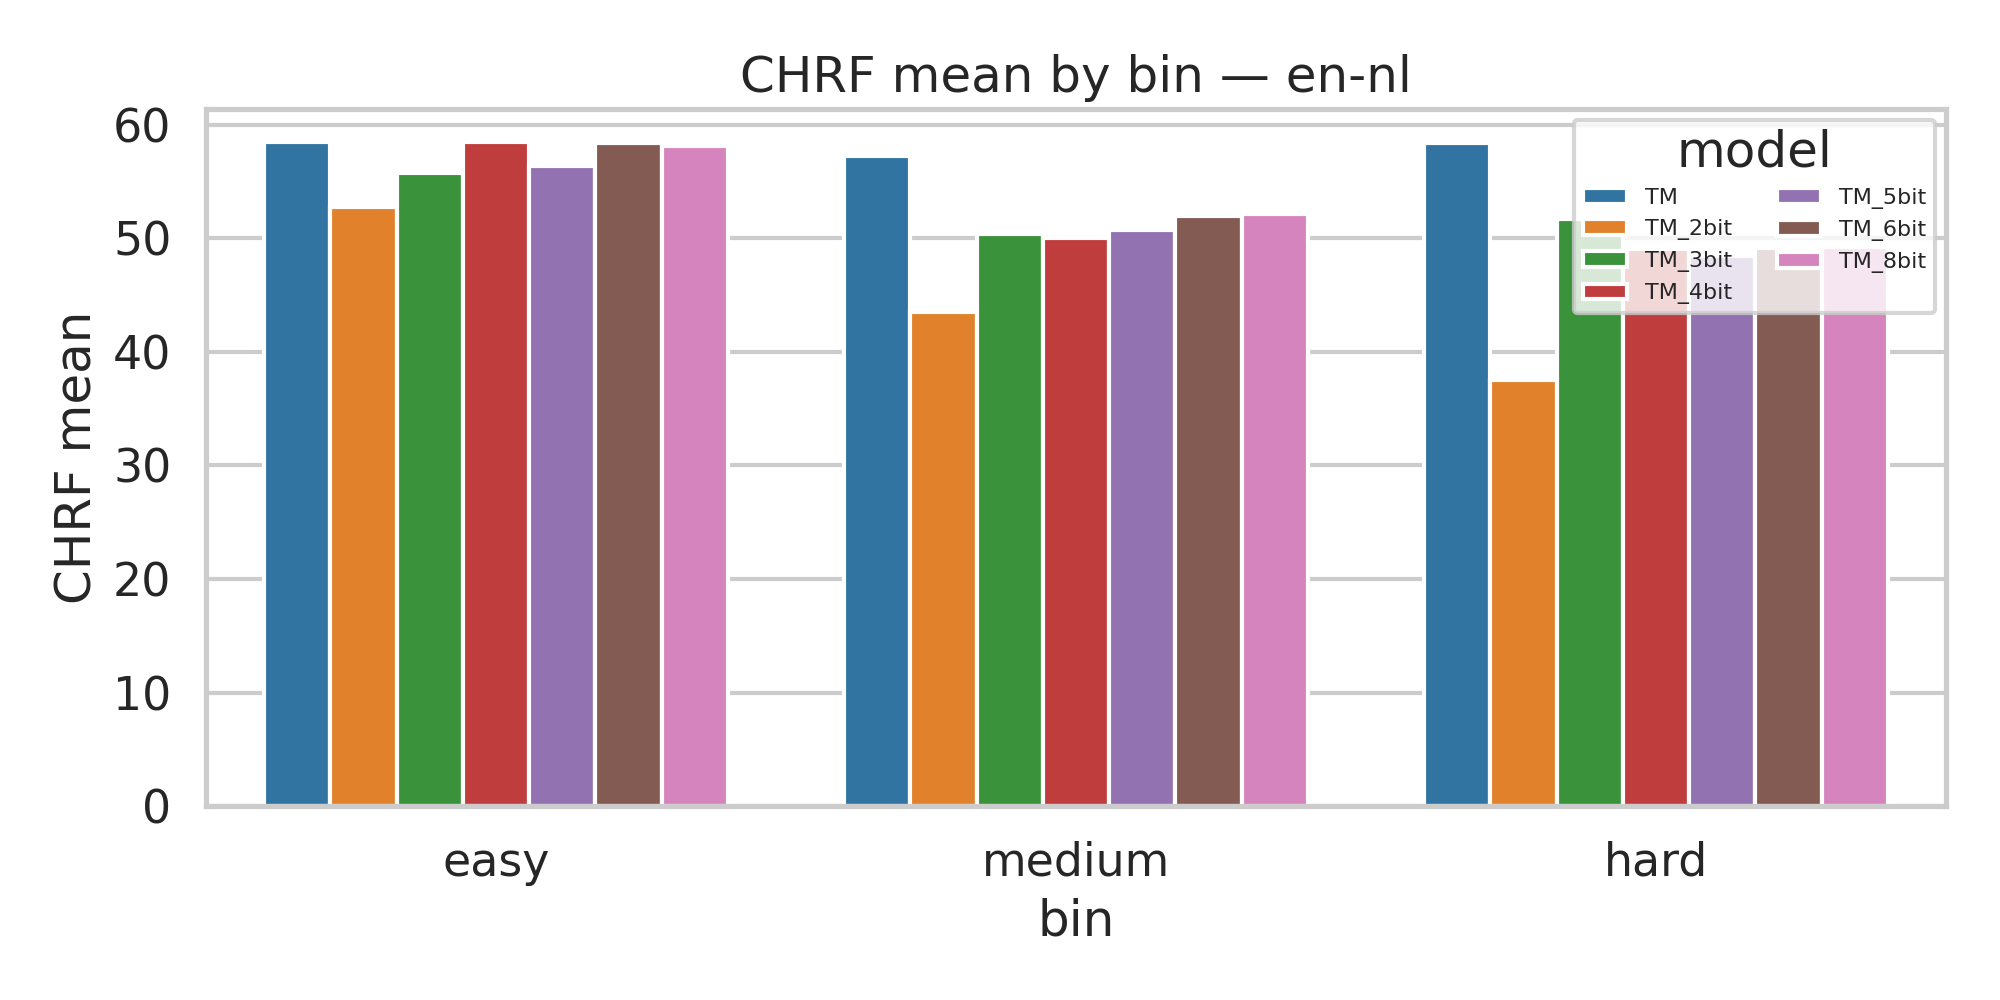 CHRF mean by bin — en-nl
60
50
40
30
20
10
0
CHRF mean
model
TM
TM_2bit
TM_3bit
TM_4bit
TM_5bit
TM_6bit
TM_8bit
easy
medium
hard
bin